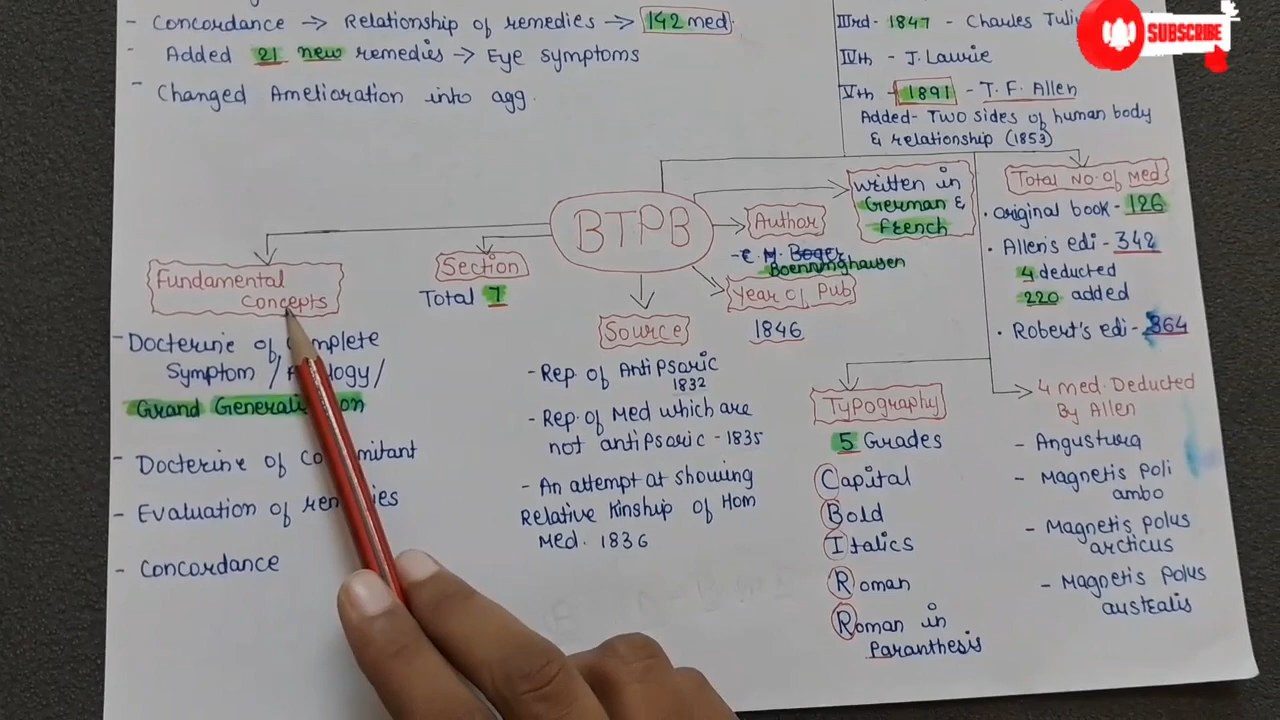 - Concordance → Relationship of remedies → 142 med.
- Added 21 new remedies → Eye symptoms
- Changed Amelioration into agg.
IIIrd - 1847 - Charles
IVth - J. Lawrie
Vth - 1891 - T. F. Allen
Added- Two sides of human body
& relationship (1853)
SUBSCRIBE
BTPB
Fundamental
Concepts
- Docterine of Complete
Symptom / /
Grand
- Docterine of
- Evaluation of
- Concordance
Section
Total 7
Source
- Rep. of Antipsoric
1832
- Rep. of Med which are
not antipsoric - 1835
- An attempt at showing
Relative Kinship of Hom
Med. 1836
Author
- C. M. Boger
Boenninghausen
Year of Pub
1846
Written in
German &
French
Typography
5 Grades
Capital
Bold
Italics
Roman
Roman in
Paranthesis
Total No. of Med
· original book - 126
· Allen's edi - 342
4 deducted
220 added
· Robert's edi - 364
4 med. Deducted
By Allen
- Angustura
- Magnetis poli
ambo
- Magnetis polus
arcticus
- Magnetis Polus
austealis